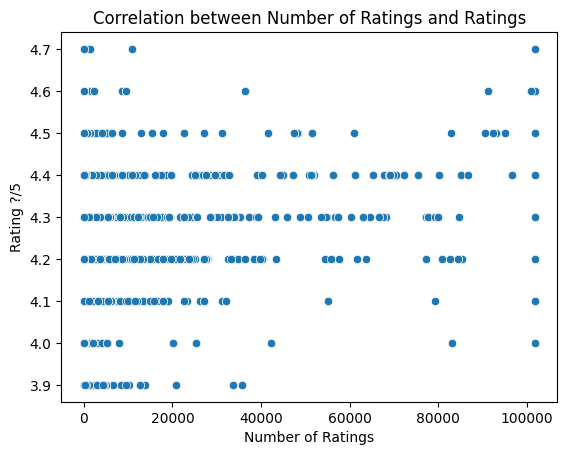 Correlation between Number of Ratings and Ratings
Rating ?/5
4.7
4.6
4.5
4.4
4.3
4.2
4.1
4.0
3.9
0 20000 40000 60000 80000 100000
Number of Ratings